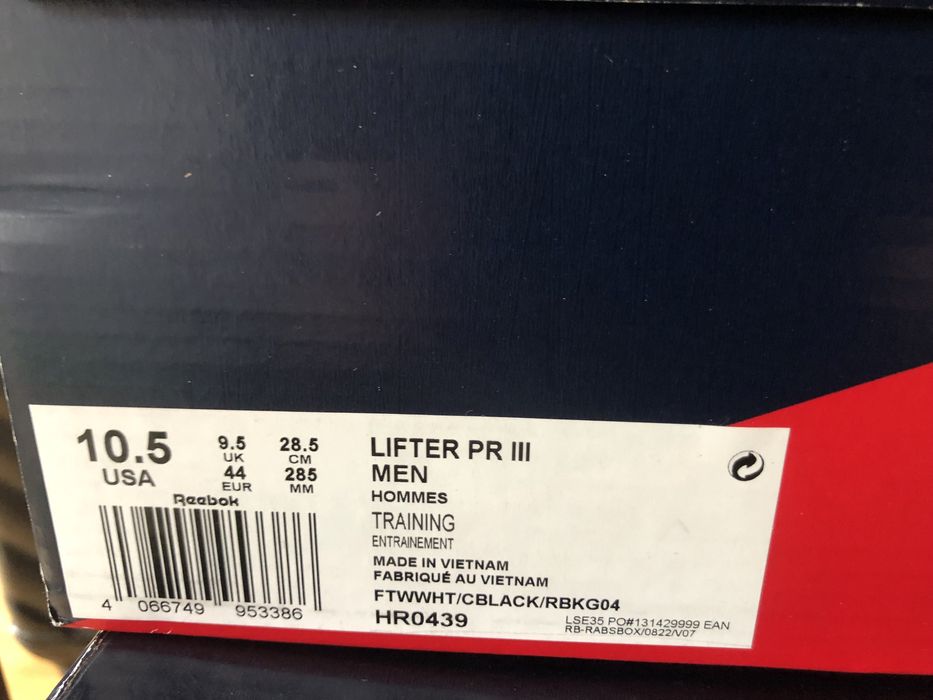 10.5
USA
9.5
UK
44
EUR
28.5
CM
285
MM
Reebok
4 066749 953386
LIFTER PR III
MEN
HOMMES
TRAINING
ENTRAINEMENT
MADE IN VIETNAM
FABRIQUÉ AU VIETNAM
FTWWHT/CBLACK/RBKG04
HR0439
LSE35 PO#131429999 EAN
RB-RABSBOX/0822/V07